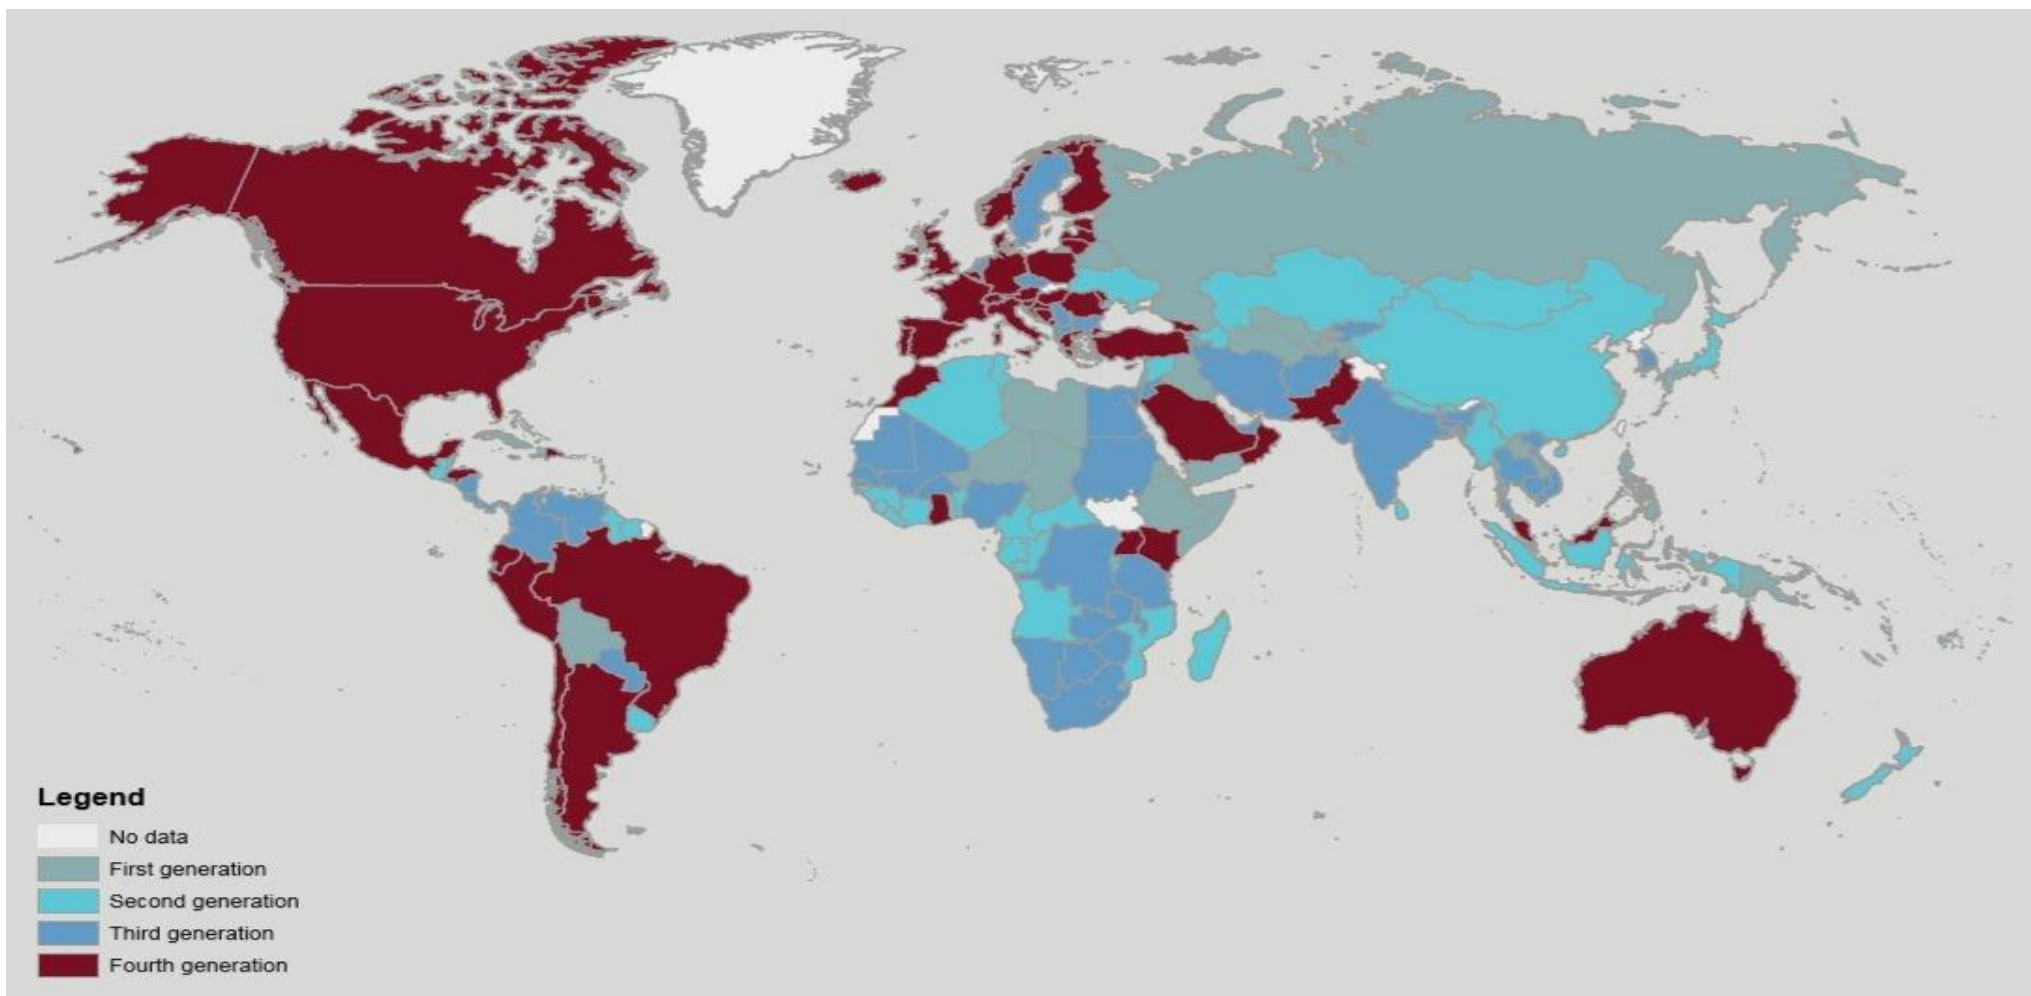 Legend
No data
First generation
Second generation
Third generation
Fourth generation